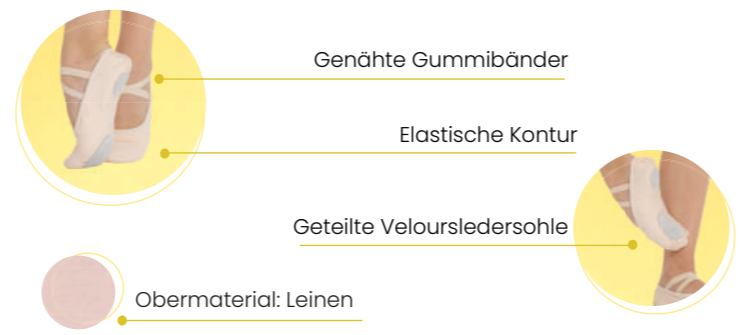 Genähte Gummibänder
Elastische Kontur
Geteilte Veloursledersohle
Obermaterial: Leinen